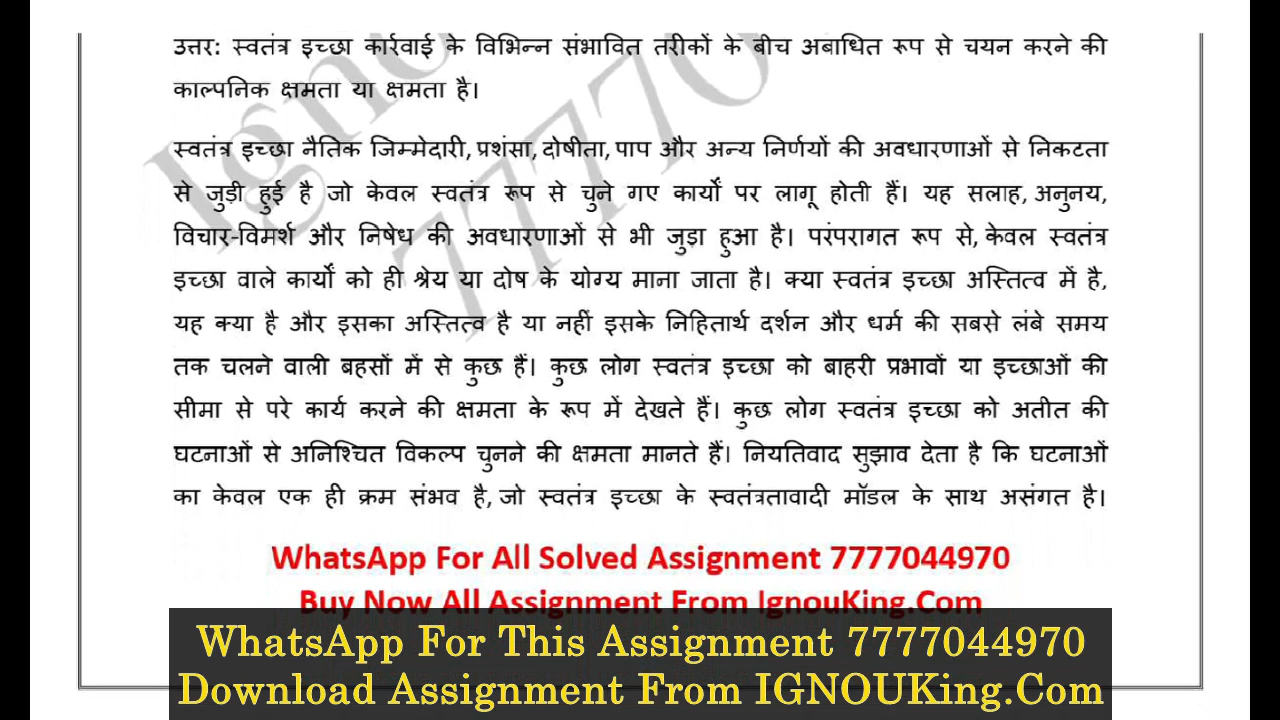 उत्तर: स्वतंत्र इच्छा कार्रवाई के विभिन्न संभावित तरीकों के बीच अबाधित रूप से चयन करने की
काल्पनिक क्षमता या क्षमता है।
स्वतंत्र इच्छा नैतिक जिम्मेदारी, प्रशंसा, दोषीता, पाप और अन्य निर्णयों की अवधारणाओं से निकटता
से जुड़ी हुई है जो केवल स्वतंत्र रूप से चुने गए कार्यों पर लागू होती हैं। यह सलाह, अनुनय,
विचार-विमर्श और निषेध की अवधारणाओं से भी जुड़ा हुआ है। परंपरागत रूप से, केवल स्वतंत्र
इच्छा वाले कार्यों को ही श्रेय या दोष के योग्य माना जाता है। क्या स्वतंत्र इच्छा अस्तित्व में है,
यह क्या है और इसका अस्तित्व है या नहीं इसके निहितार्थ दर्शन और धर्म की सबसे लंबे समय
तक चलने वाली बहसों में से कुछ हैं। कुछ लोग स्वतंत्र इच्छा को बाहरी प्रभावों या इच्छाओं की
सीमा से परे कार्य करने की क्षमता के रूप में देखते हैं। कुछ लोग स्वतंत्र इच्छा को अतीत की
घटनाओं से अनिश्चित विकल्प चुनने की क्षमता मानते हैं। नियतिवाद सुझाव देता है कि घटनाओं
का केवल एक ही क्रम संभव है, जो स्वतंत्र इच्छा के स्वतंत्रतावादी मॉडल के साथ असंगत है।
WhatsApp For All Solved Assignment 7777044970
Buy Now All Assignment From IgnouKing.Com
WhatsApp For This Assignment 7777044970
Download Assignment From IGNOUKing.Com